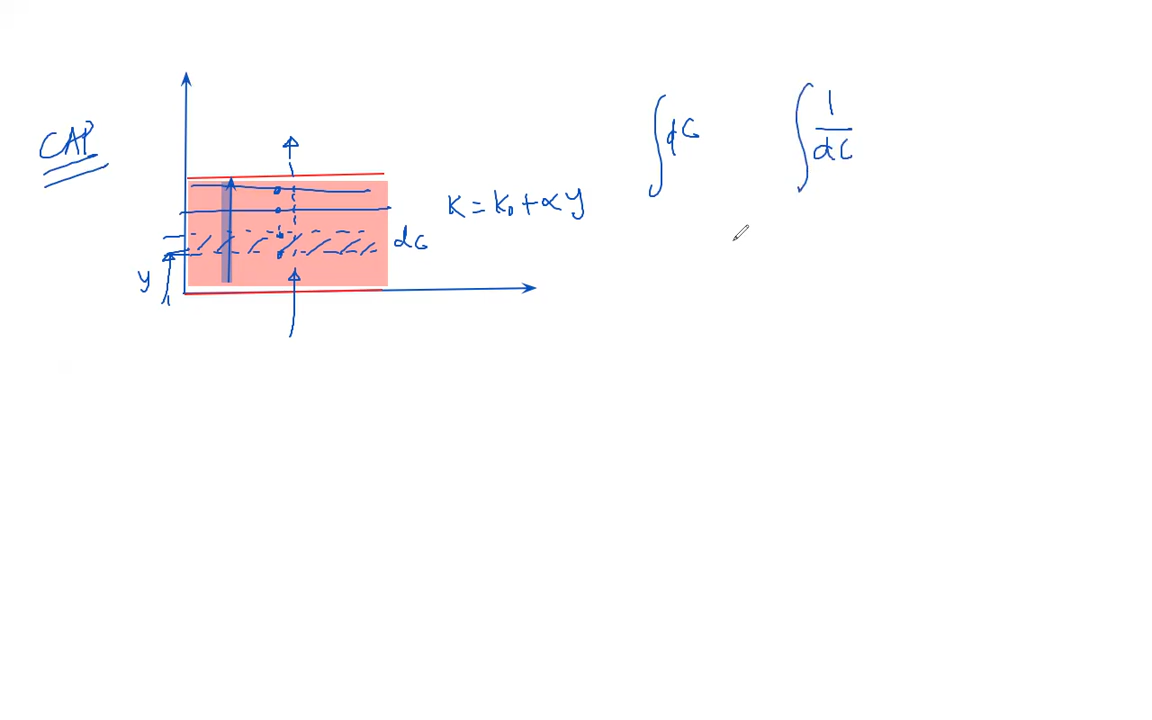 CAP
K = K₀ + αy
y
dC
∫dC
∫1/dC